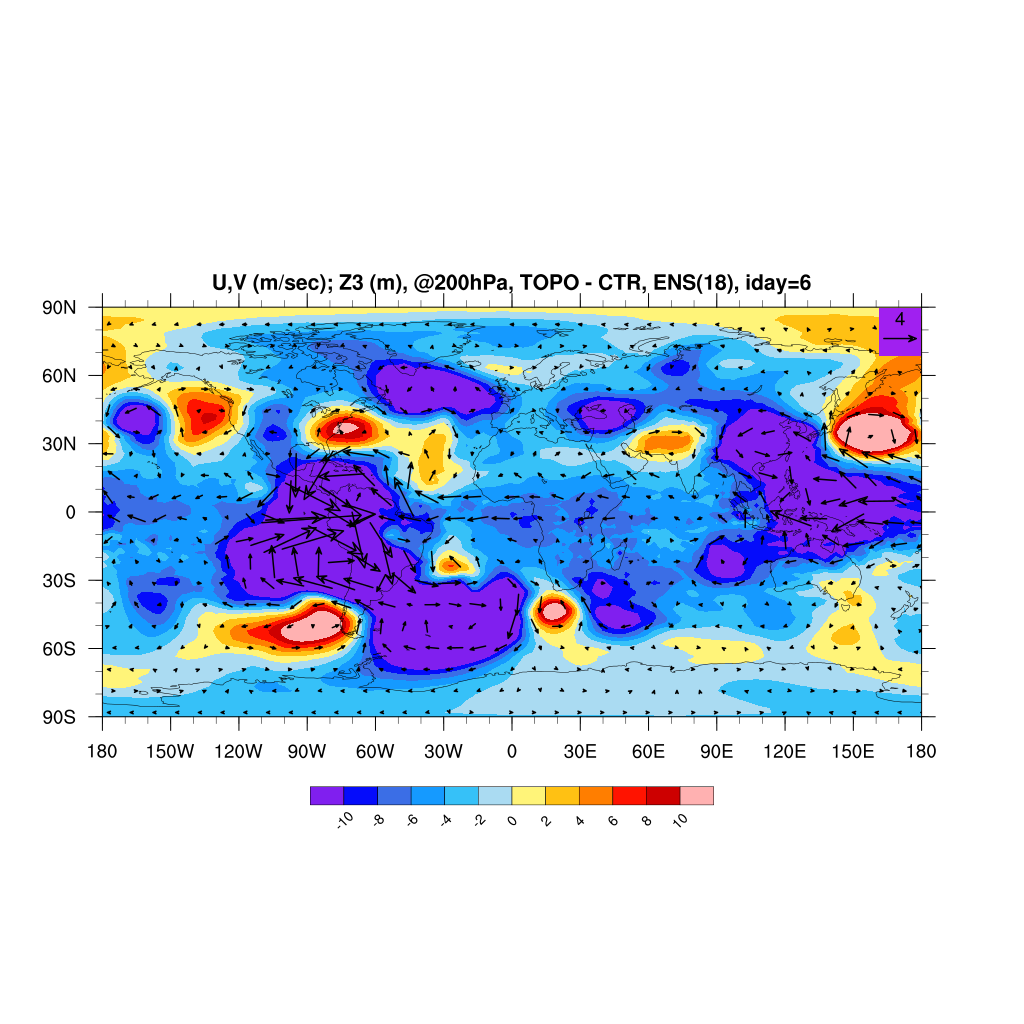 U,V (m/sec); Z3 (m), @200hPa, TOPO - CTR, ENS(18), iday=6
90N
4
60N
30N
0
30S
60S
90S
180 150W 120W 90W 60W 30W 0 30E 60E 90E 120E 150E 180
-10 -8 -6 -4 -2 0 2 4 6 8 10